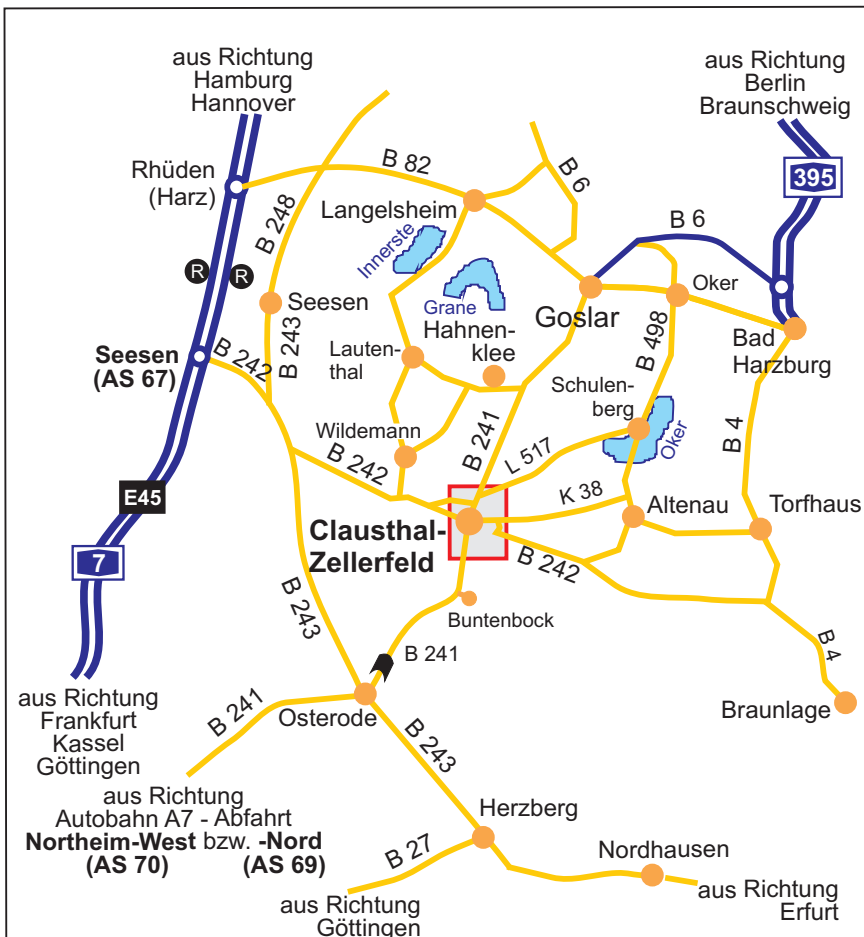 aus Richtung
Hamburg
Hannover
aus Richtung
Berlin
Braunschweig
395
Rhüden
(Harz)
B 82
B 6
B 248
Langelsheim
Innerste
B 6
R
R
Seesen
Grane
Goslar
Oker
Hahnen-
klee
Bad
Harzburg
Seesen
(AS 67)
B 242
B 243
Lauten-
thal
B 498
Schulen-
berg
Oker
B 4
Wildemann
B 241
L 517
B 242
K 38
E45
Clausthal-
Zellerfeld
Altenau
Torfhaus
7
B 242
B 243
Buntenbock
B 241
B 4
aus Richtung
Frankfurt
Kassel
Göttingen
B 241
Osterode
Braunlage
B 243
aus Richtung
Autobahn A7 - Abfahrt
Northeim-West bzw. -Nord
(AS 70) (AS 69)
Herzberg
B 27
Nordhausen
aus Richtung
Göttingen
aus Richtung
Erfurt